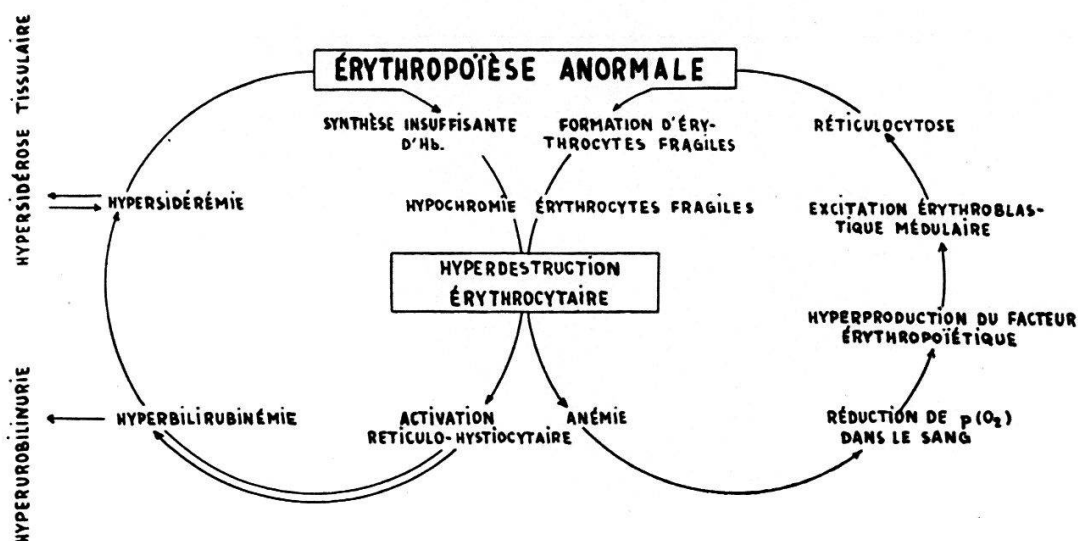 ÉRYTHROPOÏÈSE ANORMALE
SYNTHÈSE INSUFFISANTE
D'Hb.
FORMATION D'ÉRY-
THROCYTES FRAGILES
RÉTICULOCYTOSE
HYPERSIDÉROSE TISSULAIRE
HYPERSIDÉRÉMIE
HYPOCHROMIE
ÉRYTHROCYTES FRAGILES
EXCITATION ÉRYTHROBLAS-
TIQUE MÉDULAIRE
HYPERDESTRUCTION
ÉRYTHROCYTAIRE
HYPERPRODUCTION DU FACTEUR
ÉRYTHROPOÏÉTIQUE
HYPERUROBILINURIE
HYPERBILIRUBINÉMIE
ACTIVATION
RETICULO-HYSTIOCYTAIRE
ANÉMIE
RÉDUCTION DE p(O₂)
DANS LE SANG